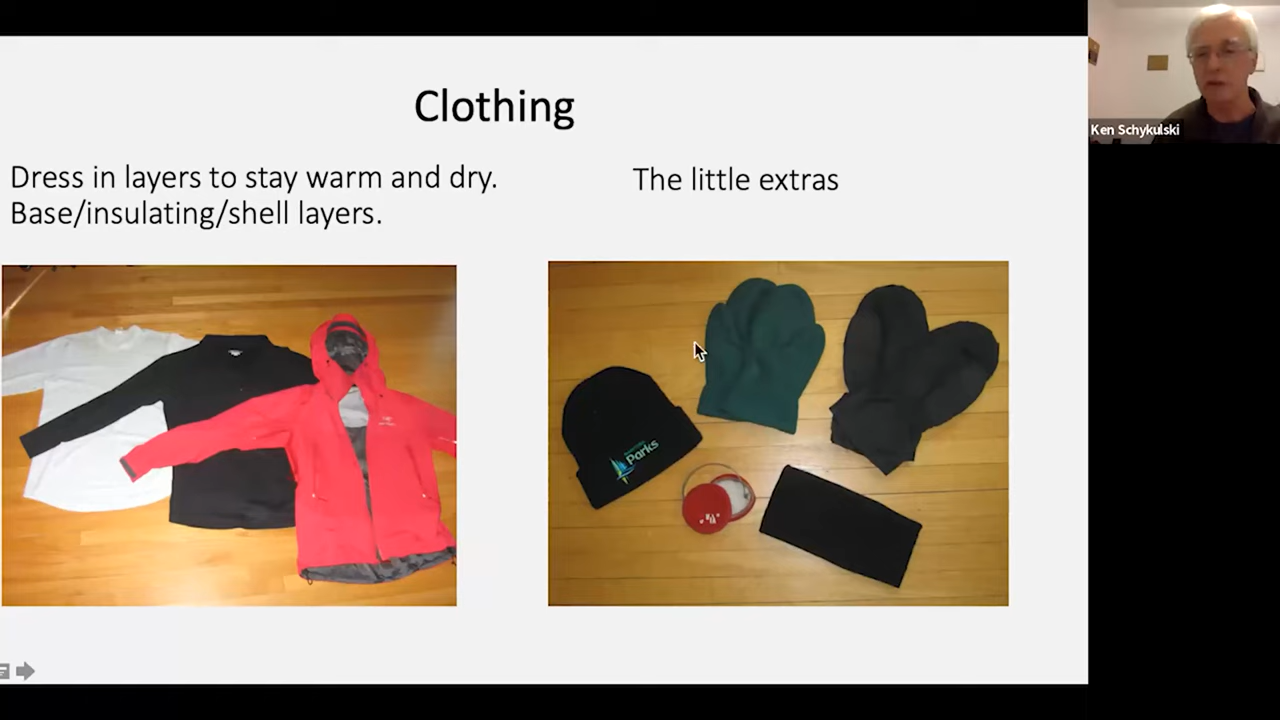 Clothing
Dress in layers to stay warm and dry.
Base/insulating/shell layers.
The little extras
Parks
Ken Schykulski